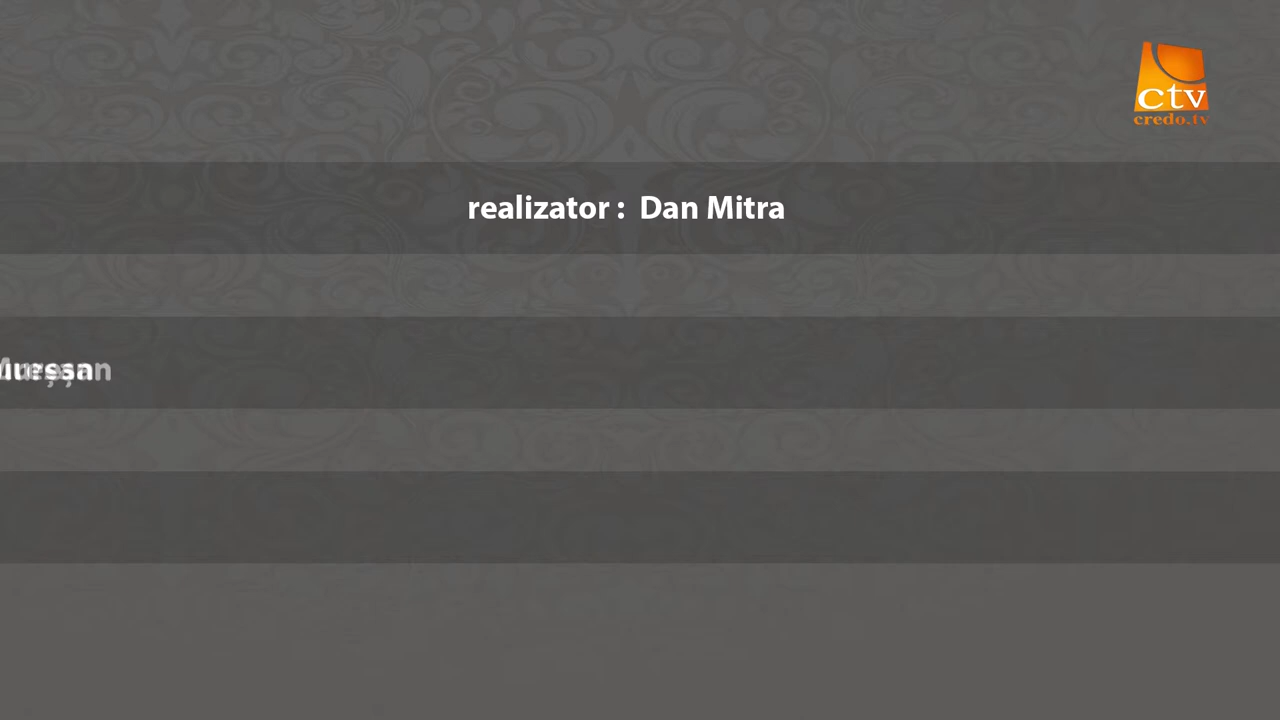 ctv
credo.tv
realizator : Dan Mitra